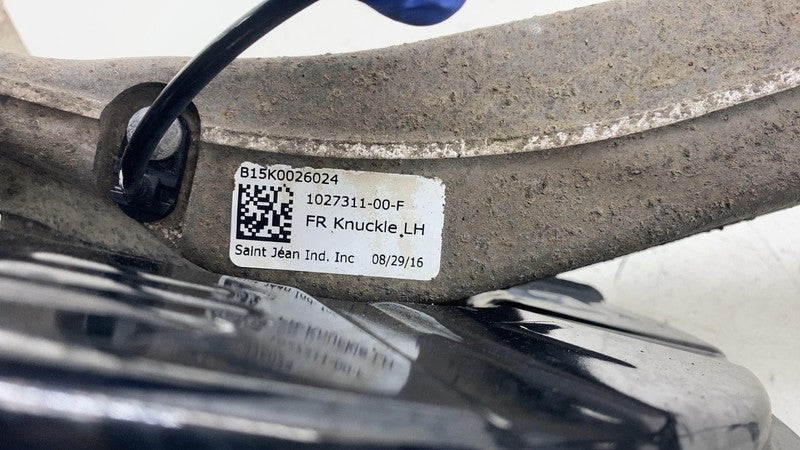 B15K0026024
1027311-00-F
FR Knuckle LH
Saint Jean Ind. Inc 08/29/16